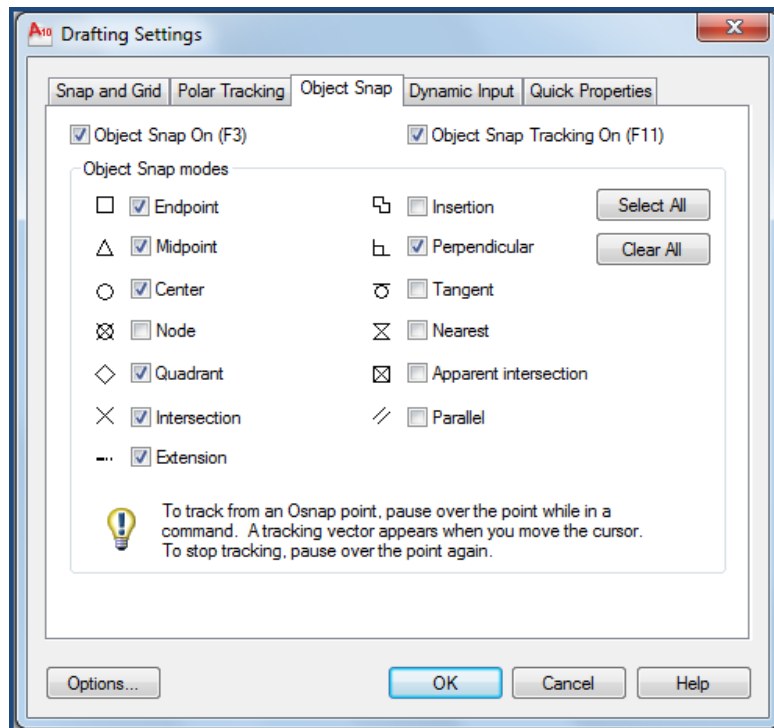 A10 Drafting Settings
Snap and Grid Polar Tracking Object Snap Dynamic Input Quick Properties
Object Snap On (F3) Object Snap Tracking On (F11)
Object Snap modes
Endpoint Insertion Select All
Midpoint Perpendicular Clear All
Center Tangent
Node Nearest
Quadrant Apparent intersection
Intersection Parallel
Extension
To track from an Osnap point, pause over the point while in a
command. A tracking vector appears when you move the cursor.
To stop tracking, pause over the point again.
Options... OK Cancel Help